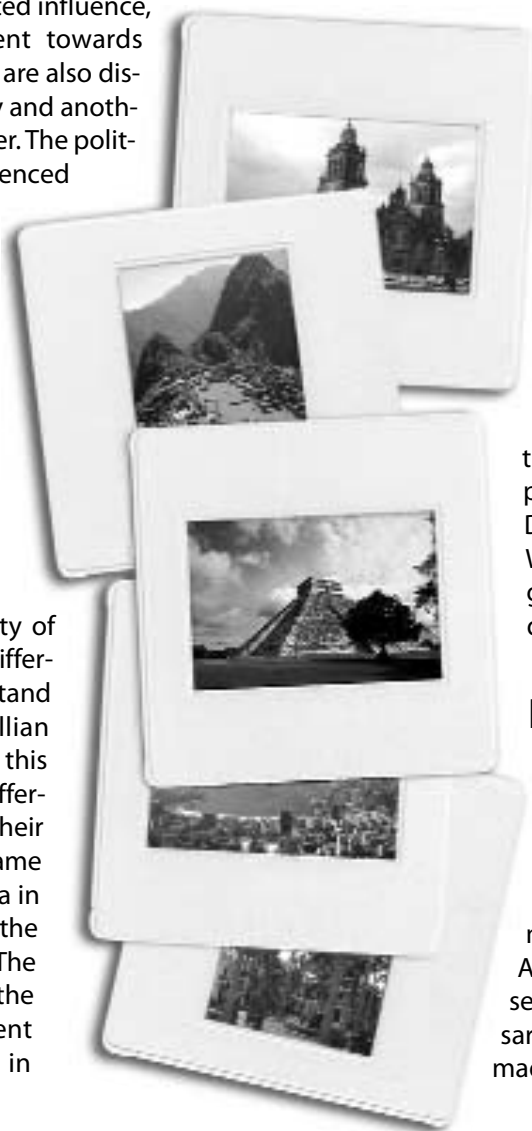 ted influence,
ent towards
are also dis-
y and anoth-
er. The polit-
enced
ty of
iffer-
tand
llian
this
ffer-
heir
ame
a in
the
The
the
ent
in
t
p
D
W
g
c
r
A
se
sar
mac